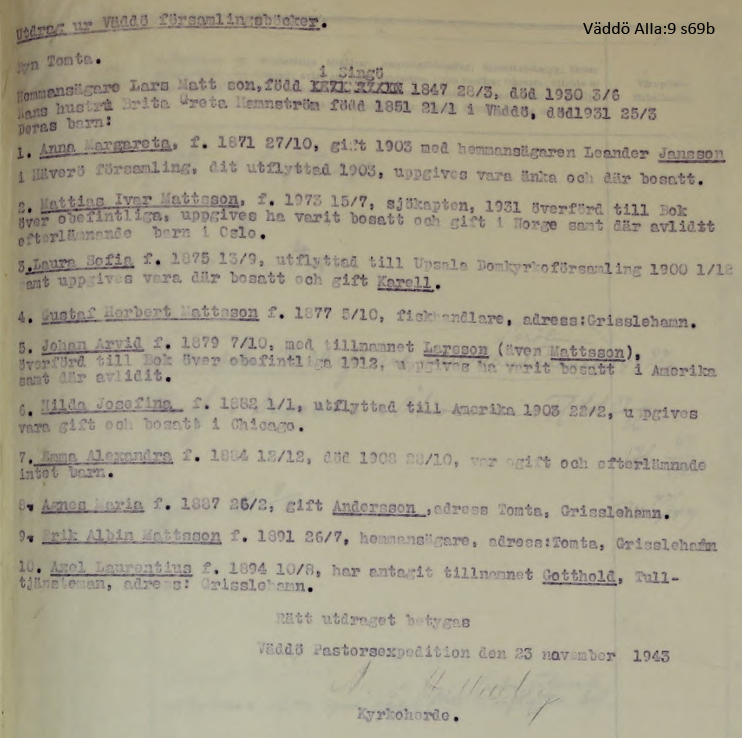 Väddö AIIa:9 s69b
Utdrag ur Väddö församlingsböcker.
Byn Tomta.
i Singö
Hemmansägare Lars Matt son,född 1847 28/3, död 1930 3/6
Hans hustru Brita Greta Hemnström född 1851 21/1 i Väddö, död1931 25/3
Deras barn:
1. Anna Margareta, f. 1871 27/10, gift 1903 med hemmansägaren Leander Jansson
i Häverö församling, dit utflyttad 1903, uppgives vara änka och där bosatt.
2. Mattias Ivar Mattsson, f. 1973 15/7, sjökapten, 1931 överförd till Bok
över obefintliga, uppgives ha varit bosatt och gift i Norge samt där avlidit
efterlämnande barn i Oslo.
3.Laura Sofia f. 1875 13/9, utflyttad till Upsala Domkyrkoförsamling 1900 1/12
samt uppgives vara där bosatt och gift Karell.
4. Gustaf Herbert Mattsson f. 1877 5/10, fiskhandlare, adress:Grisslehamn.
5. Johan Arvid f. 1879 7/10, med tillnamnet Larsson (även Mattsson),
överförd till Bok över obefintliga 1912, uppgives ha varit bosatt i Amerika
samt där avlidit.
6. Hilda Josefina f. 1882 1/1, utflyttad till Amerika 1903 22/2, uppgives
vara gift och bosatt i Chicago.
7. Emma Alexandra f. 1884 12/12, död 1908 28/10, var ogift och efterlämnade
intet barn.
8. Agnes Maria f. 1887 26/2, gift Andersson ,adress Tomta, Grisslehamn.
9. Erik Albin Mattsson f. 1891 26/7, hemmansägare, adress:Tomta, Grisslehamn
10. Axel Laurentius f. 1894 10/8, har antagit tillnamnet Gotthold, Tull-
tjänsteman, adress: Grisslehamn.
Rätt utdraget betygas
Väddö Pastorsexpedition den 23 november 1943
Kyrkoherde.